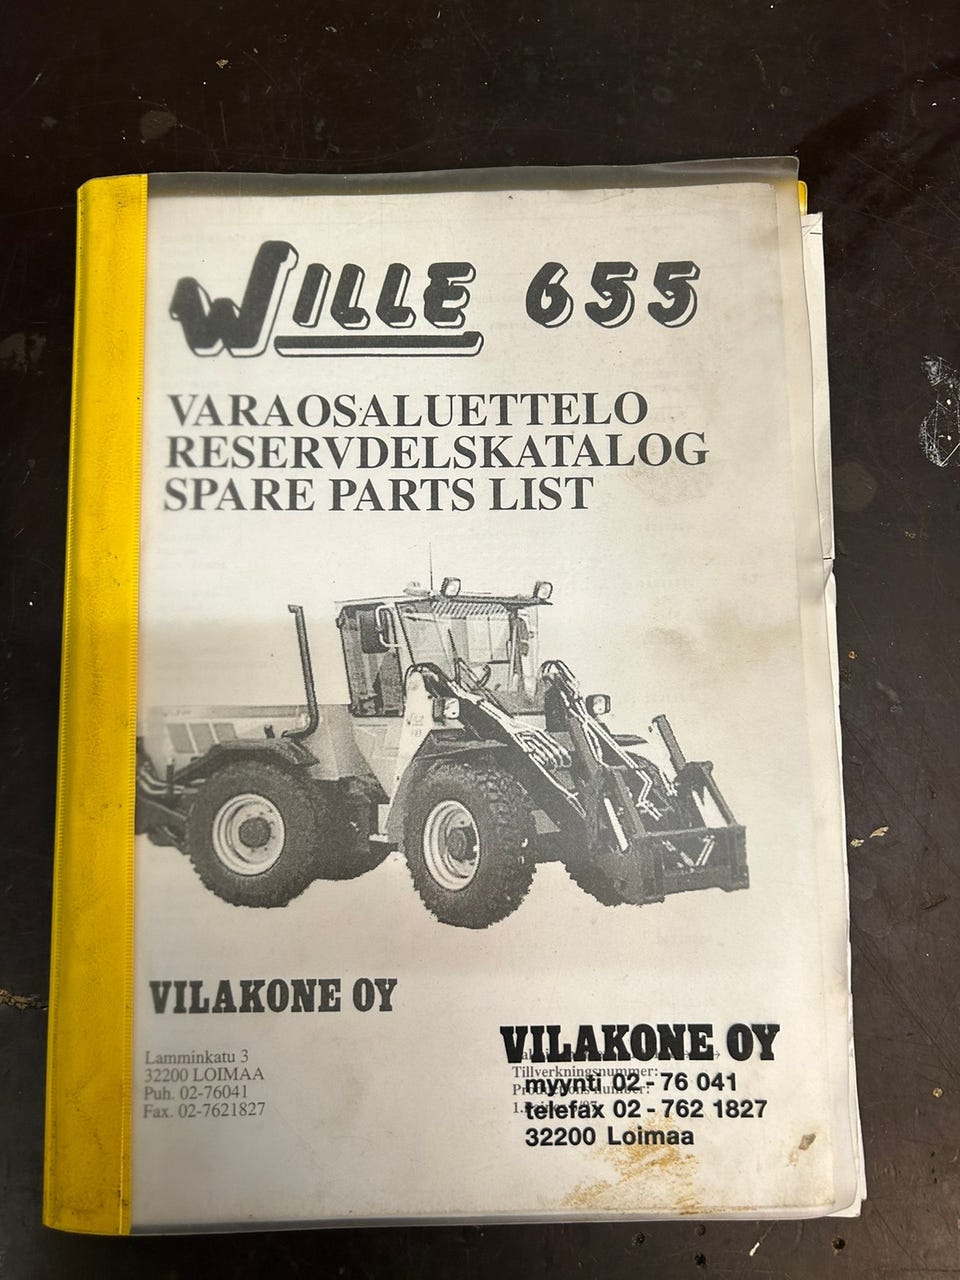 WILLE 655
VARAOSALUETTELO
RESERVDELSKATALOG
SPARE PARTS LIST
VILAKONE OY
Lamminkatu 3
32200 LOIMAA
Puh. 02-76041
Fax. 02-7621827
VILAKONE OY
Tillverkningsnummer:
myynti 02 - 76 041
number:
telefax 02 - 762 1827
32200 Loimaa